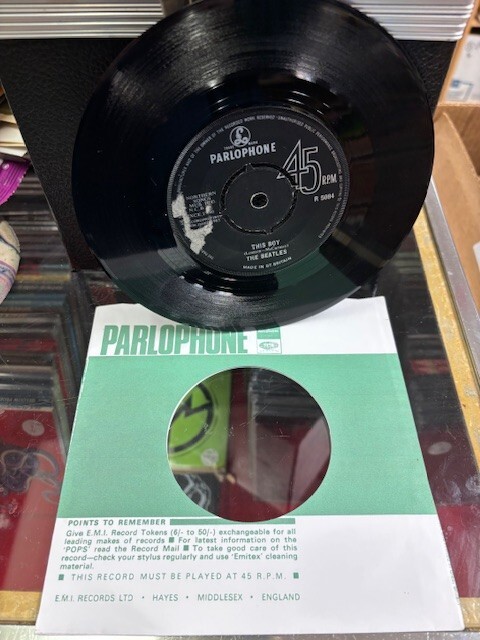 PARLOPHONE
45
R.P.M.
R 5084
THIS BOY
(Lennon—McCartney)
THE BEATLES
MADE IN GT. BRITAIN
PARLOPHONE
POINTS TO REMEMBER
Give E.M.I. Record Tokens (6/- to 50/-) exchangeable for all
leading makes of records ■ For latest information on the
'POPS' read the Record Mail ■ To take good care of this
record—check your stylus regularly and use 'Emitex' cleaning
material.
■ THIS RECORD MUST BE PLAYED AT 45 R.P.M. ■
E.M.I. RECORDS LTD • HAYES • MIDDLESEX • ENGLAND